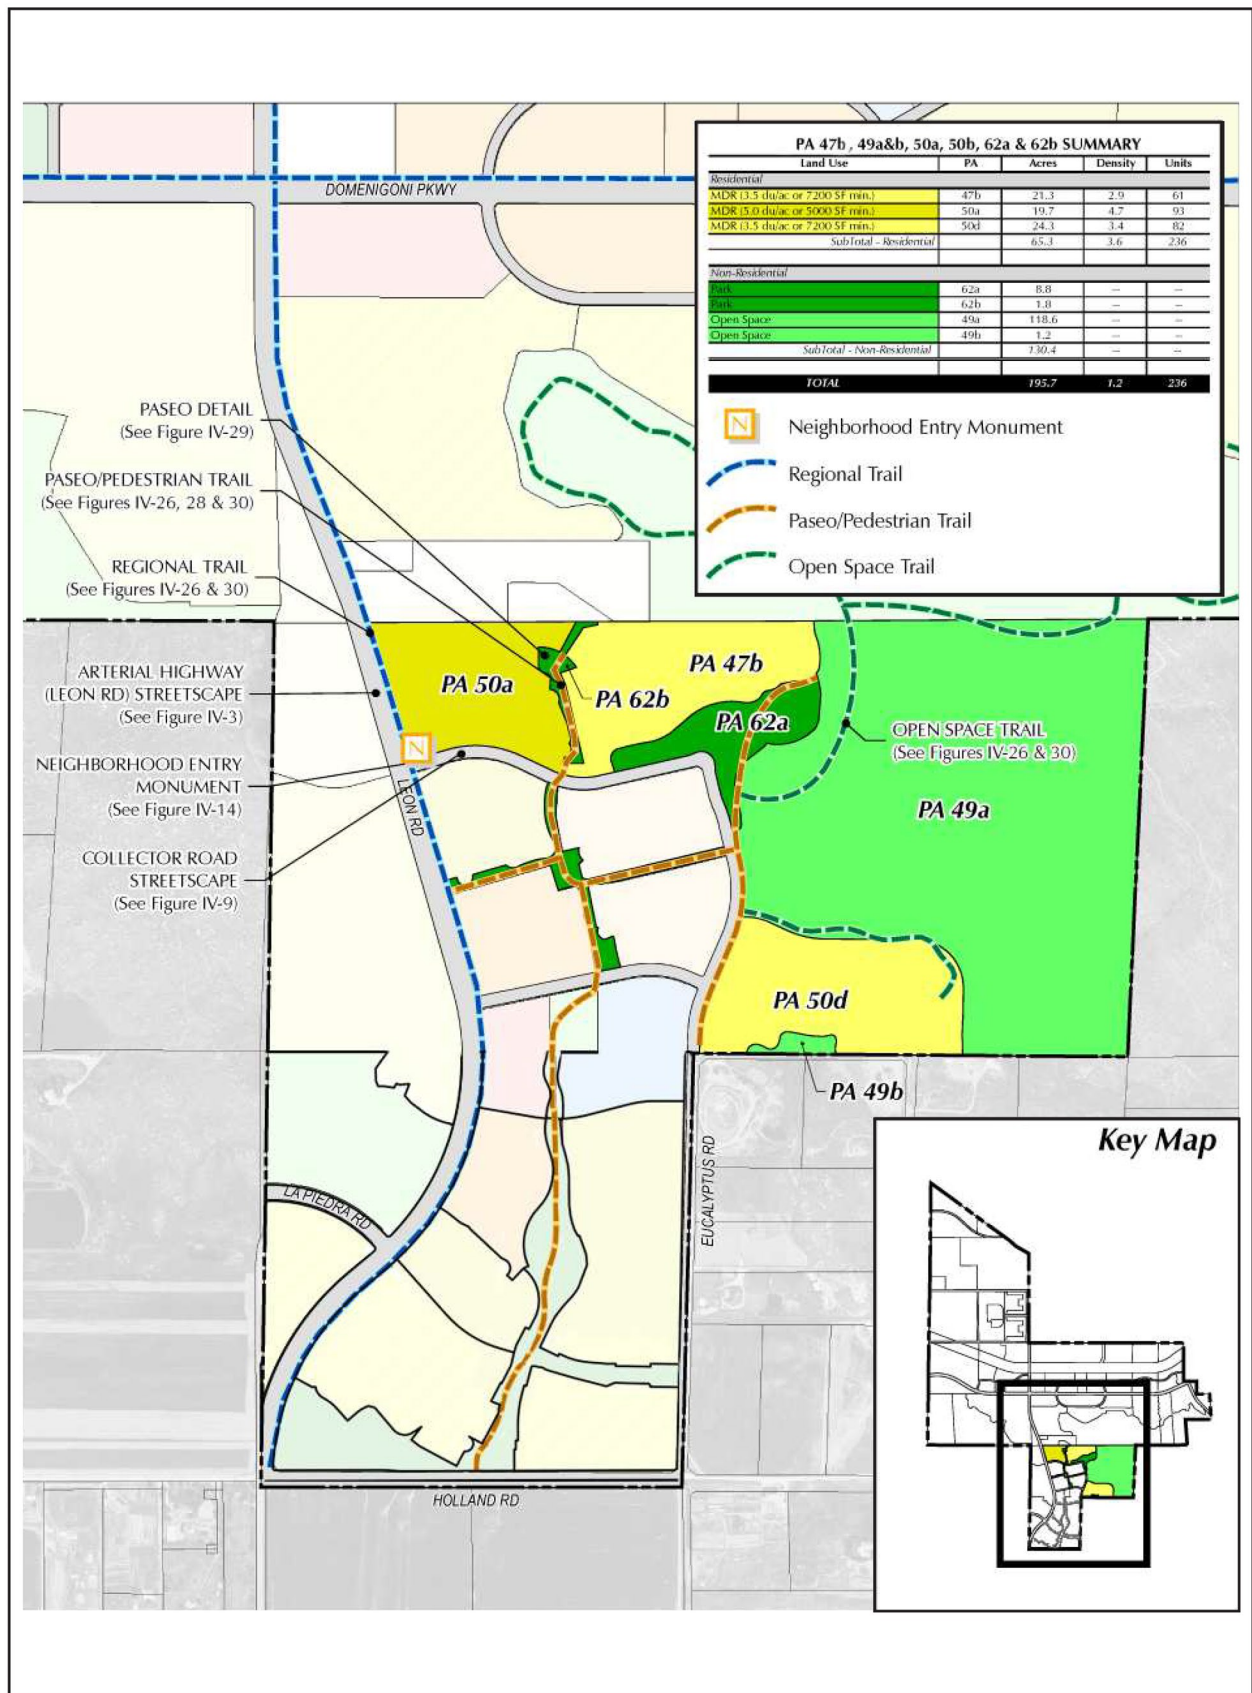 PA 47b, 49a&b, 50a, 50b, 62a & 62b SUMMARY
Land Use PA Acres Density Units
Residential
MDR (3.5 du/ac or 7200 SF min.) 47b 21.3 2.9 61
MDR (5.0 du/ac or 5000 SF min.) 50a 19.7 4.7 93
MDR (3.5 du/ac or 7200 SF min.) 50d 24.3 3.4 82
SubTotal - Residential 65.3 3.6 236
Non-Residential
Park 62a 8.8 -- --
Park 62b 1.8 -- --
Open Space 49a 118.6 -- --
Open Space 49b 1.2 -- --
SubTotal - Non-Residential 130.4 -- --
TOTAL 195.7 1.2 236
N Neighborhood Entry Monument
Regional Trail
Paseo/Pedestrian Trail
Open Space Trail
DOMENIGONI PKWY
PASEO DETAIL
(See Figure IV-29)
PASEO/PEDESTRIAN TRAIL
(See Figures IV-26, 28 & 30)
REGIONAL TRAIL
(See Figures IV-26 & 30)
ARTERIAL HIGHWAY
(LEON RD) STREETSCAPE
(See Figure IV-3)
NEIGHBORHOOD ENTRY
MONUMENT
(See Figure IV-14)
COLLECTOR ROAD
STREETSCAPE
(See Figure IV-9)
PA 50a
PA 62b
PA 47b
PA 62a
N
LEON RD
OPEN SPACE TRAIL
(See Figures IV-26 & 30)
PA 49a
PA 50d
PA 49b
EUCALYPTUS RD
LA PIEDRA RD
HOLLAND RD
Key Map